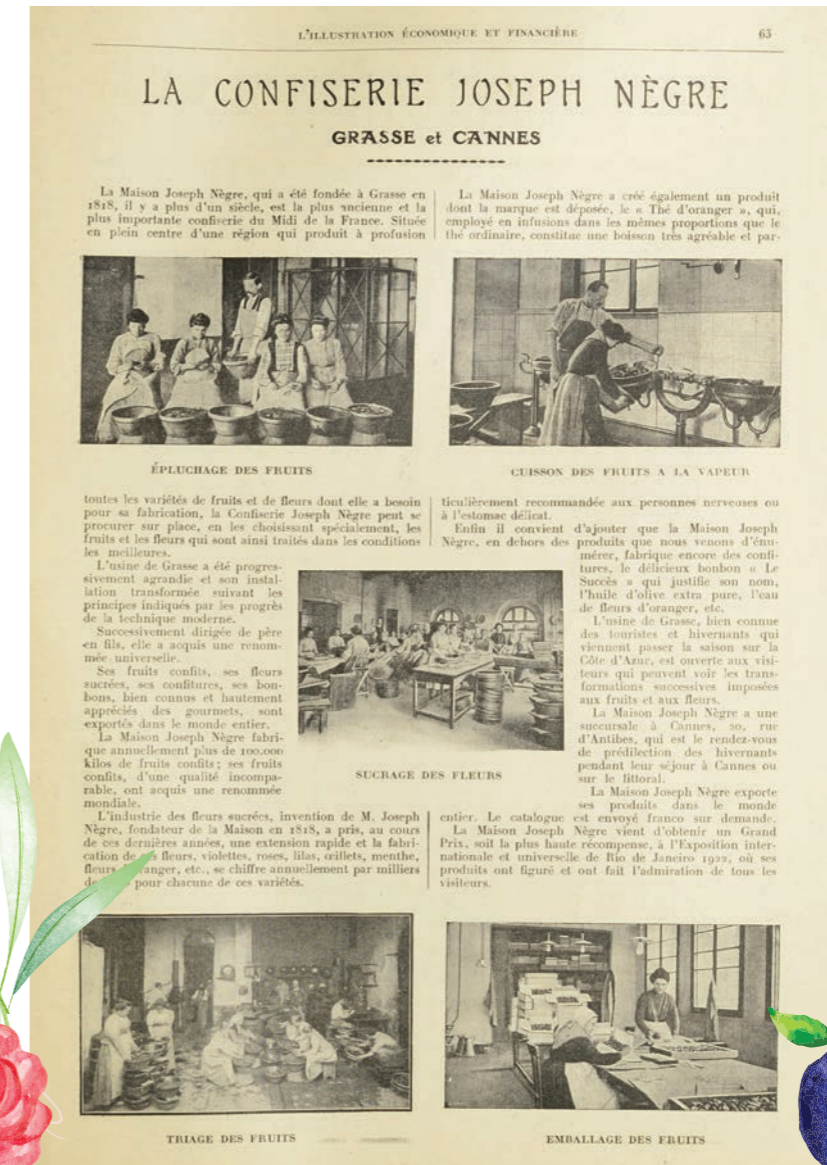 L'ILLUSTRATION ÉCONOMIQUE ET FINANCIÈRE 63
LA CONFISERIE JOSEPH NÈGRE
GRASSE et CANNES
La Maison Joseph Nègre, qui a été fondée à Grasse en
1818, il y a plus d'un siècle, est la plus ancienne et la
plus importante confiserie du Midi de la France. Située
en plein centre d'une région qui produit à profusion
ÉPLUCHAGE DES FRUITS
toutes les variétés de fruits et de fleurs dont elle a besoin
pour sa fabrication, la Confiserie Joseph Nègre peut se
procurer sur place, en les choisissant spécialement, les
fruits et les fleurs qui sont ainsi traités dans les conditions
les meilleures.
L'usine de Grasse a été progres-
sivement agrandie et son instal-
lation transformée suivant les
principes indiqués par les progrès
de la technique moderne.
Successivement dirigée de père
en fils, elle a acquis une renom-
mée universelle.
Ses fruits confits, ses fleurs
sucrées, ses confitures, ses bon-
bons, bien connus et hautement
appréciés des gourmets, sont
exportés dans le monde entier.
La Maison Joseph Nègre fabri-
que annuellement plus de 100.000
kilos de fruits confits ; ses fruits
confits, d'une qualité incompa-
rable, ont acquis une renommée
mondiale.
L'industrie des fleurs sucrées, invention de M. Joseph
Nègre, fondateur de la Maison en 1818, a pris, au cours
de ces dernières années, une extension rapide et la fabri-
cation de fleurs, violettes, roses, lilas, œillets, menthe,
fleurs etc., se chiffre annuellement par milliers
pour chacune de ces variétés.
La Maison Joseph Nègre a créé également un produit
dont la marque est déposée, le « Thé d'oranger », qui,
employé en infusions dans les mêmes proportions que le
thé ordinaire, constitue une boisson très agréable et par-
CUISSON DES FRUITS A LA VAPEUR
ticulièrement recommandée aux personnes nerveuses ou
à l'estomac délicat.
Enfin il convient d'ajouter que la Maison Joseph
Nègre, en dehors des produits que nous venons d'énu-
mérer, fabrique encore des confi-
tures, le délicieux bonbon « Le
Succès » qui justifie son nom,
l'huile d'olive extra pure, l'eau
de fleurs d'oranger, etc.
L'usine de Grasse, bien connue
des touristes et hivernants qui
viennent passer la saison sur la
Côte d'Azur, est ouverte aux visi-
teurs qui peuvent voir les trans-
formations successives imposées
aux fruits et aux fleurs.
La Maison Joseph Nègre a une
succursale à Cannes, 20, rue
d'Antibes, qui est le rendez-vous
de prédilection des hivernants
pendant leur séjour à Cannes ou
sur le littoral.
La Maison Joseph Nègre exporte
ses produits dans le monde
entier. Le catalogue est envoyé franco sur demande.
La Maison Joseph Nègre vient d'obtenir un Grand
Prix, soit la plus haute récompense, à l'Exposition inter-
nationale et universelle de Rio de Janeiro 1922, où ses
produits ont figuré et ont fait l'admiration de tous les
visiteurs.
SUCRAGE DES FLEURS
TRIAGE DES FRUITS
EMBALLAGE DES FRUITS